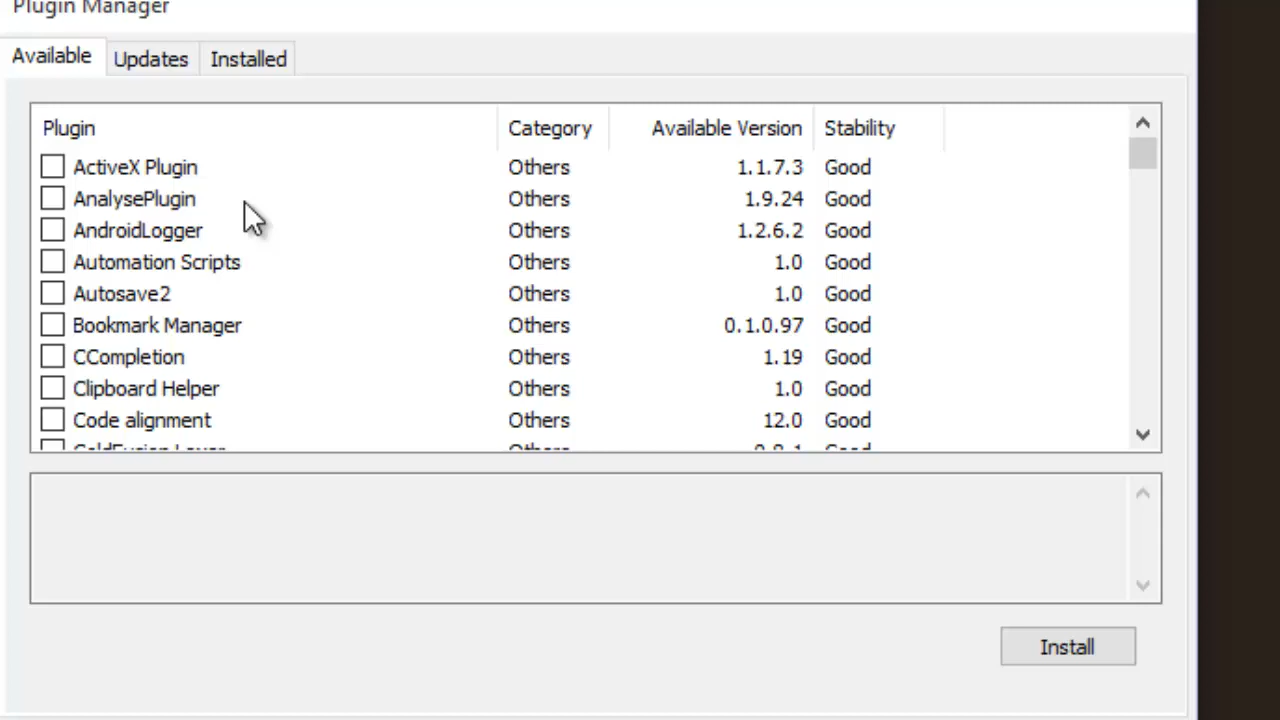 Plugin Manager
Available Updates Installed
Plugin Category Available Version Stability
ActiveX Plugin Others 1.1.7.3 Good
AnalysePlugin Others 1.9.24 Good
AndroidLogger Others 1.2.6.2 Good
Automation Scripts Others 1.0 Good
Autosave2 Others 1.0 Good
Bookmark Manager Others 0.1.0.97 Good
CCompletion Others 1.19 Good
Clipboard Helper Others 1.0 Good
Code alignment Others 12.0 Good
Install